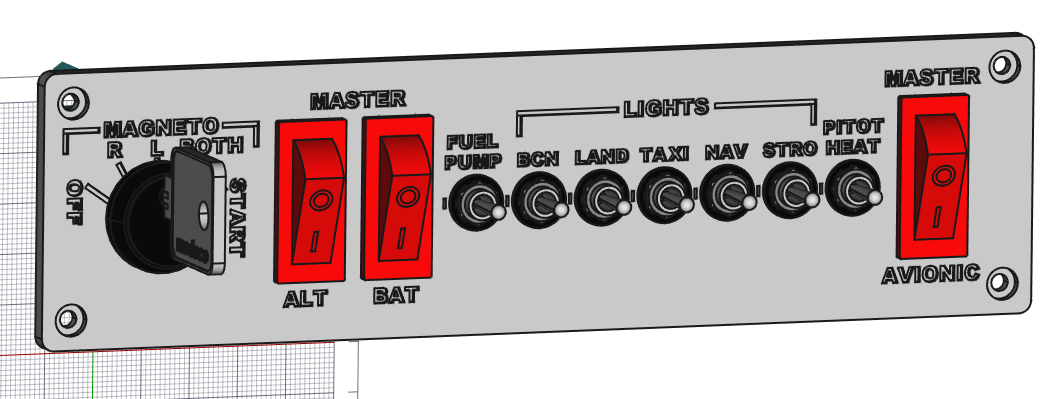 MAGNETO
R L BOTH
OFF
START
MASTER
ALT BAT
FUEL
PUMP
LIGHTS
BCN LAND TAXI NAV STRO
PITOT
HEAT
MASTER
AVIONIC